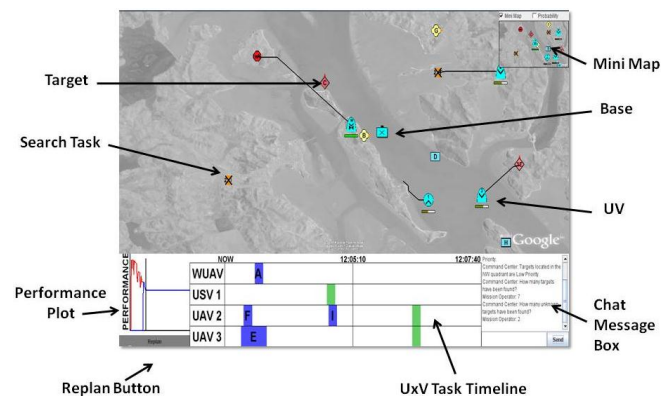 Mini Map
Probability
G
Target
C
Mini Map
Base
B
Search Task
D
UV
H
Google
NOW
12:05:10
12:07:40
PERFORMANCE
WUAV
A
USV 1
UAV 2
F
I
UAV 3
E
Replan
Priority
Command Center: Targets located in the
NW quadrant are Low Priority
Command Center: How many targets
have been found?
Mission Operator: 7
Command Center: How many unknown
targets have been found?
Mission Operator: 2
Send
Performance
Plot
Chat
Message
Box
Replan Button
UxV Task Timeline